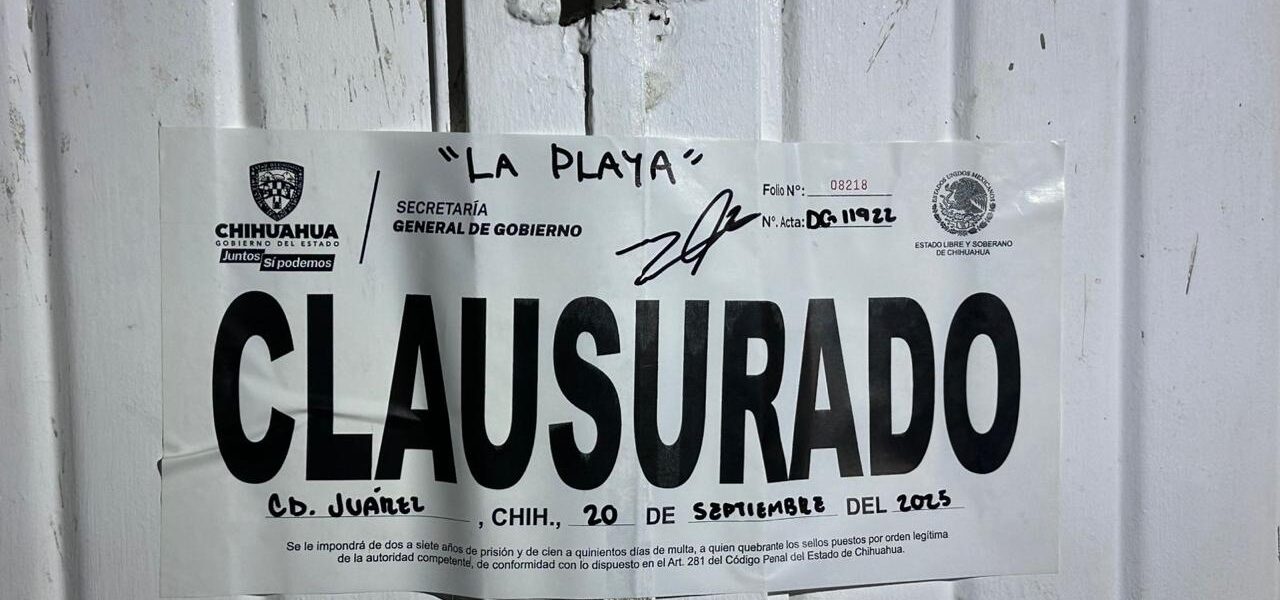 "LA PLAYA"
CHIHUAHUA
GOBIERNO DEL ESTADO
Juntos Sí podemos
SECRETARÍA
GENERAL DE GOBIERNO
Folio Nº: 08218
Nº. Acta: DG 11922
ESTADOS UNIDOS MEXICANOS
ESTADO LIBRE Y SOBERANO
DE CHIHUAHUA
CLAUSURADO
CD. JUÁREZ, CHIH., 20 DE SEPTIEMBRE DEL 2025
Se le impondrá de dos a siete años de prisión y de cien a quinientos días de multa, a quien quebrante los sellos puestos por orden legítima
de la autoridad competente, de conformidad con lo dispuesto en el Art. 281 del Código Penal del Estado de Chihuahua.